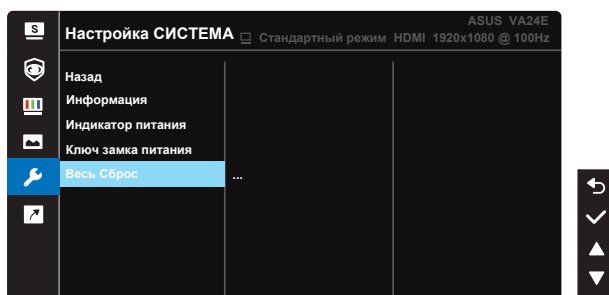 S
ASUS VA24E
Настройка СИСТЕМА Стандартный режим HDMI 1920x1080 @ 100Hz
Назад
Информация
Индикатор питания
Ключ замка питания
Весь Сброс ...